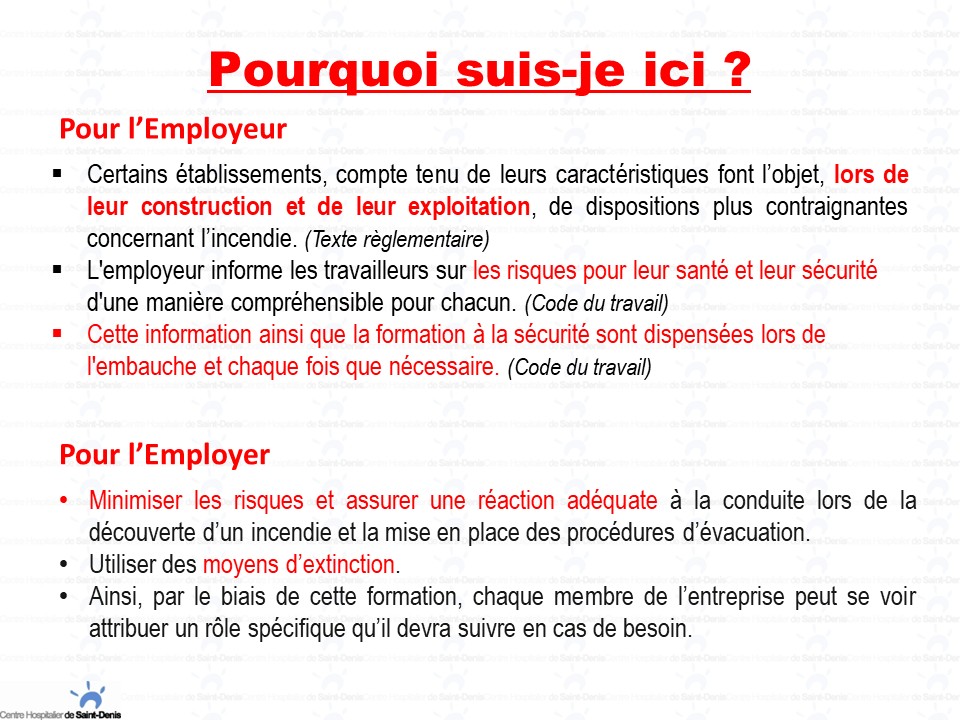 Pourquoi suis-je ici ?
Pour l’Employeur
▪ Certains établissements, compte tenu de leurs caractéristiques font l’objet, lors de
leur construction et de leur exploitation, de dispositions plus contraignantes
concernant l’incendie. (Texte règlementaire)
▪ L'employeur informe les travailleurs sur les risques pour leur santé et leur sécurité
d'une manière compréhensible pour chacun. (Code du travail)
▪ Cette information ainsi que la formation à la sécurité sont dispensées lors de
l'embauche et chaque fois que nécessaire. (Code du travail)
Pour l’Employer
• Minimiser les risques et assurer une réaction adéquate à la conduite lors de la
découverte d’un incendie et la mise en place des procédures d’évacuation.
• Utiliser des moyens d’extinction.
• Ainsi, par le biais de cette formation, chaque membre de l’entreprise peut se voir
attribuer un rôle spécifique qu’il devra suivre en cas de besoin.
Centre Hospitalier de Saint-Denis